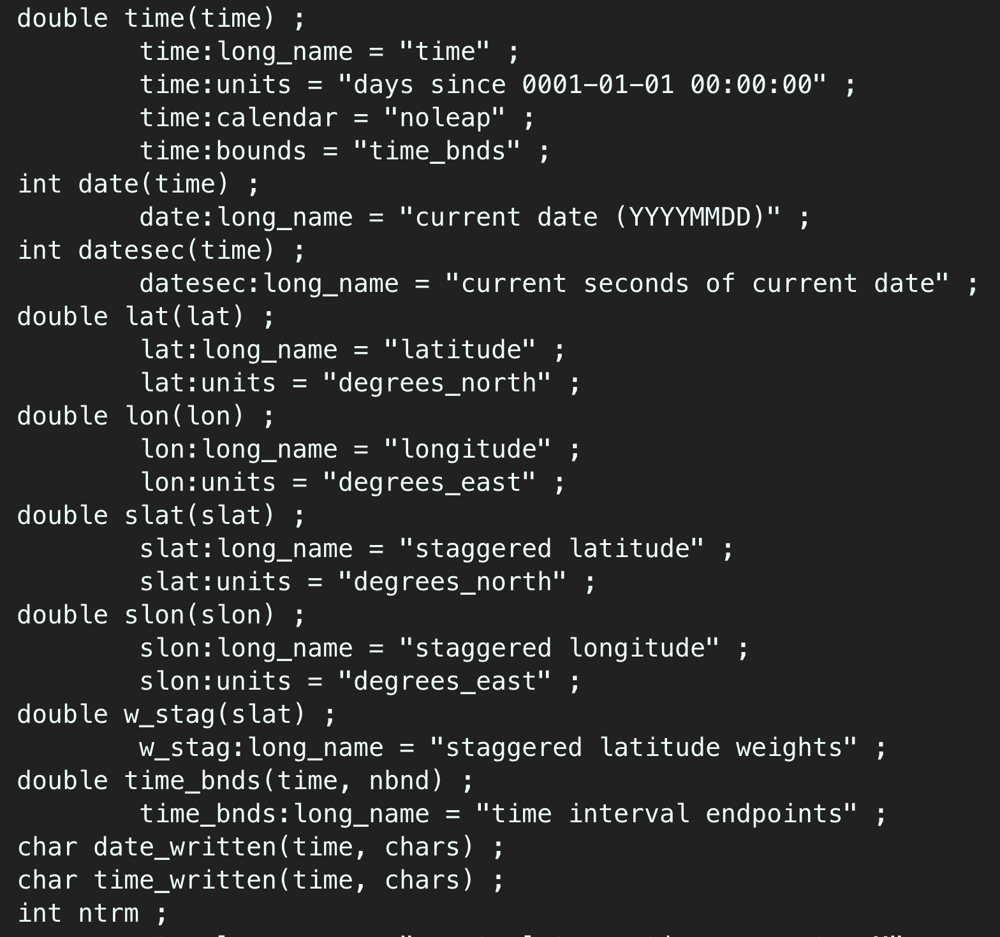 double time(time) ;
        time:long_name = "time" ;
        time:units = "days since 0001-01-01 00:00:00" ;
        time:calendar = "noleap" ;
        time:bounds = "time_bnds" ;
int date(time) ;
        date:long_name = "current date (YYYYMMDD)" ;
int datesec(time) ;
        datesec:long_name = "current seconds of current date" ;
double lat(lat) ;
        lat:long_name = "latitude" ;
        lat:units = "degrees_north" ;
double lon(lon) ;
        lon:long_name = "longitude" ;
        lon:units = "degrees_east" ;
double slat(slat) ;
        slat:long_name = "staggered latitude" ;
        slat:units = "degrees_north" ;
double slon(slon) ;
        slon:long_name = "staggered longitude" ;
        slon:units = "degrees_east" ;
double w_stag(slat) ;
        w_stag:long_name = "staggered latitude weights" ;
double time_bnds(time, nbnd) ;
        time_bnds:long_name = "time interval endpoints" ;
char date_written(time, chars) ;
char time_written(time, chars) ;
int ntrm ;